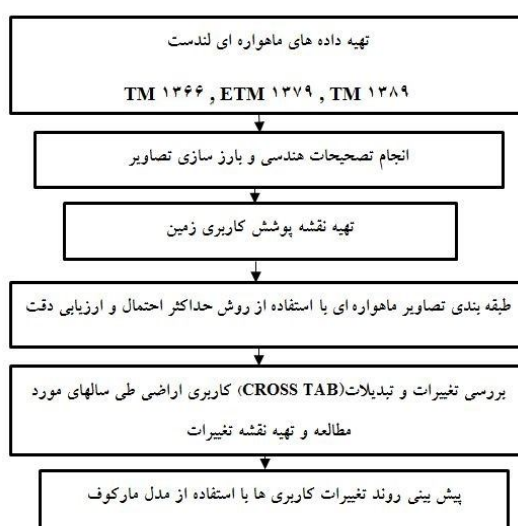 تهیه داده های ماهواره ای لندست
TM ۱۳۶۶ , ETM ۱۳۷۹ , TM ۱۳۸۹
انجام تصحیحات هندسی و بارز سازی تصاویر
تهیه نقشه پوشش کاربری زمین
طبقه بندی تصاویر ماهواره ای با استفاده از روش حداکثر احتمال و ارزیابی دقت
بررسی تغییرات و تبدیلات(CROSS TAB) کاربری اراضی طی سالهای مورد
مطالعه و تهیه نقشه تغییرات
پیش بینی روند تغییرات کاربری ها با استفاده از مدل مارکوف